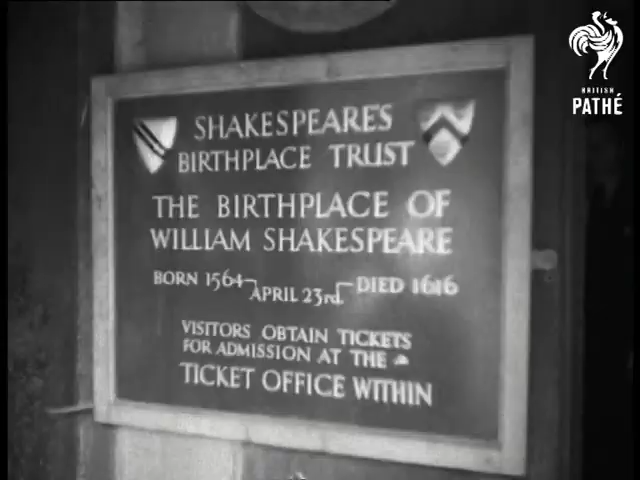 BRITISH
PATHÉ
SHAKESPEARES
BIRTHPLACE TRUST
THE BIRTHPLACE OF
WILLIAM SHAKESPEARE
BORN 1564 APRIL 23rd. DIED 1616
VISITORS OBTAIN TICKETS
FOR ADMISSION AT THE
TICKET OFFICE WITHIN